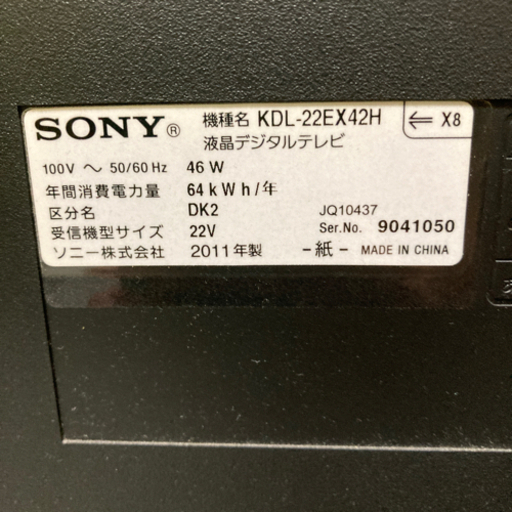 SONY® 機種名 KDL-22EX42H ⇐ X8
液晶デジタルテレビ
100V 〜 50/60 Hz 46 W
年間消費電力量 64 kWh/年
区分名 DK2 JQ10437
受信機型サイズ 22V Ser.No. 9041050
ソニー株式会社 2011年製 -紙- MADE IN CHINA